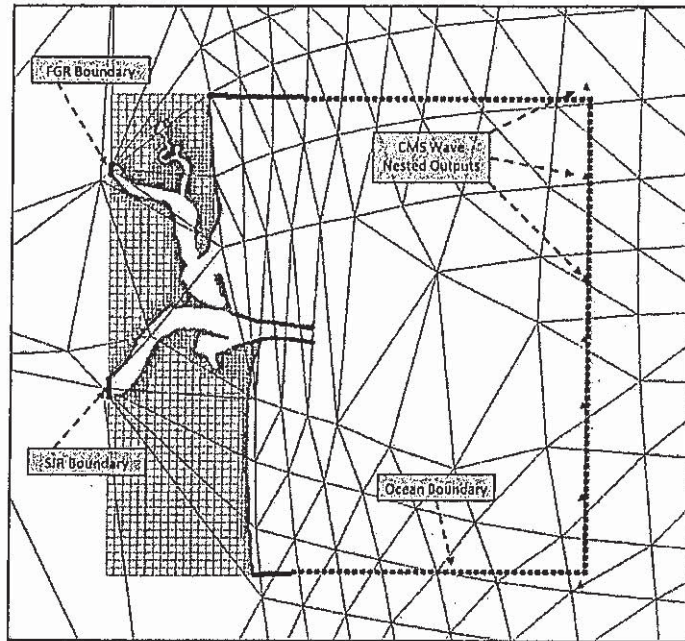 FGR Boundary
CMS Wave
Nested Outputs
SJR Boundary
Ocean Boundary